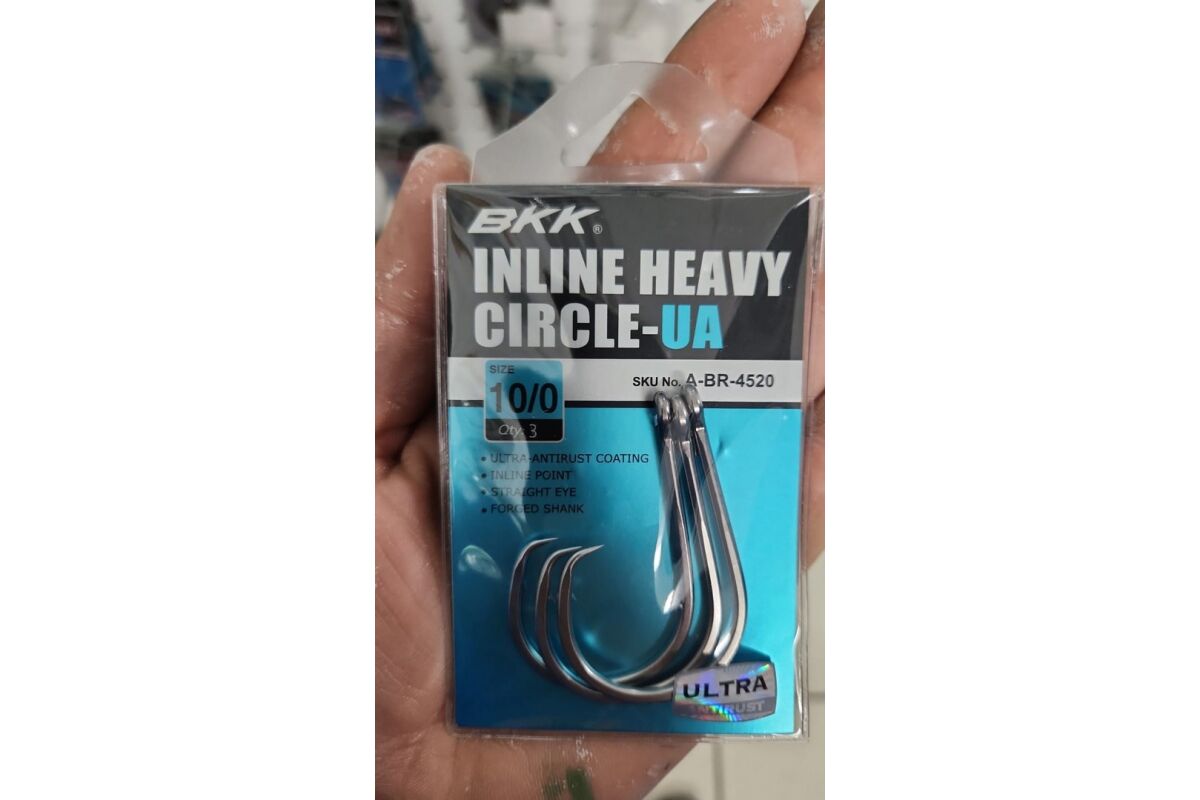 BKK®
INLINE HEAVY
CIRCLE-UA
SIZE
10/0
Qty: 3
SKU No. A-BR-4520
• ULTRA-ANTIRUST COATING
• INLINE POINT
• STRAIGHT EYE
• FORGED SHANK
ULTRA
ANTIRUST